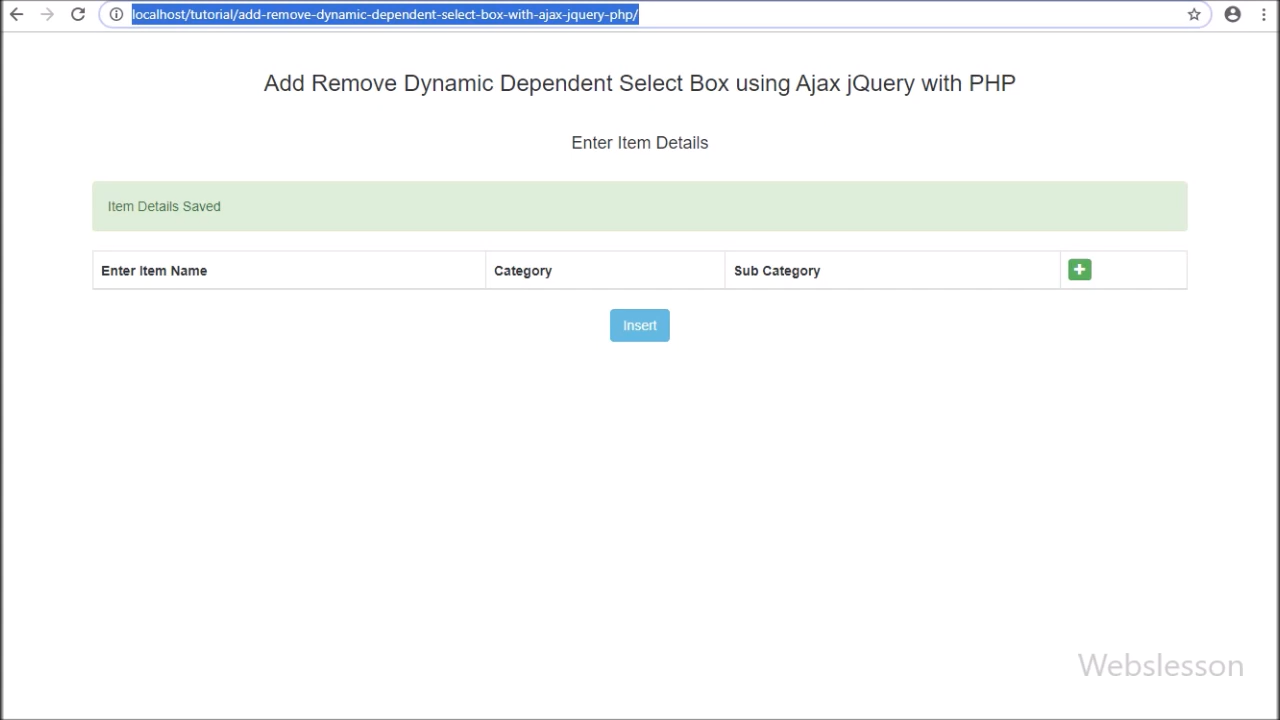 localhost/tutorial/add-remove-dynamic-dependent-select-box-with-ajax-jquery-php/
Add Remove Dynamic Dependent Select Box using Ajax jQuery with PHP
Enter Item Details
Item Details Saved
Enter Item Name Category Sub Category
Insert
Webslesson